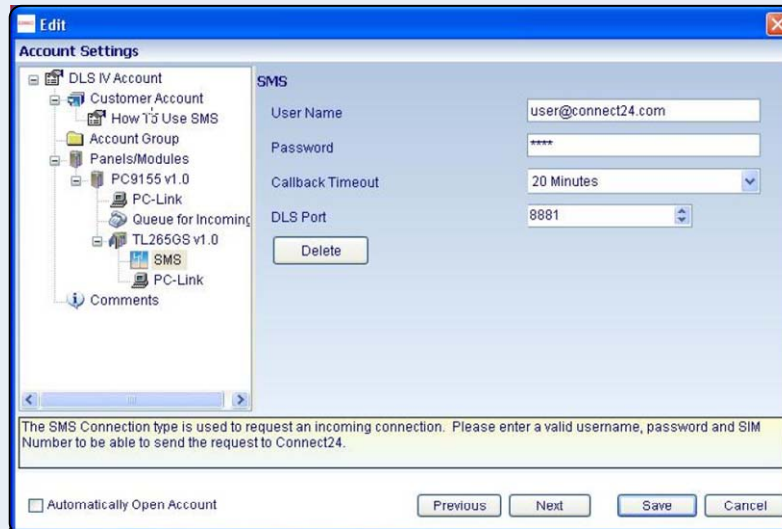 Edit
Account Settings
DLS IV Account
Customer Account
How To Use SMS
Account Group
Panels/Modules
PC9155 v1.0
PC-Link
Queue for Incoming
TL265GS v1.0
SMS
PC-Link
Comments
SMS
User Name
user@connect24.com
Password
****
Callback Timeout
20 Minutes
DLS Port
8881
Delete
The SMS Connection type is used to request an incoming connection. Please enter a valid username, password and SIM
Number to be able to send the request to Connect24.
Automatically Open Account
Previous
Next
Save
Cancel